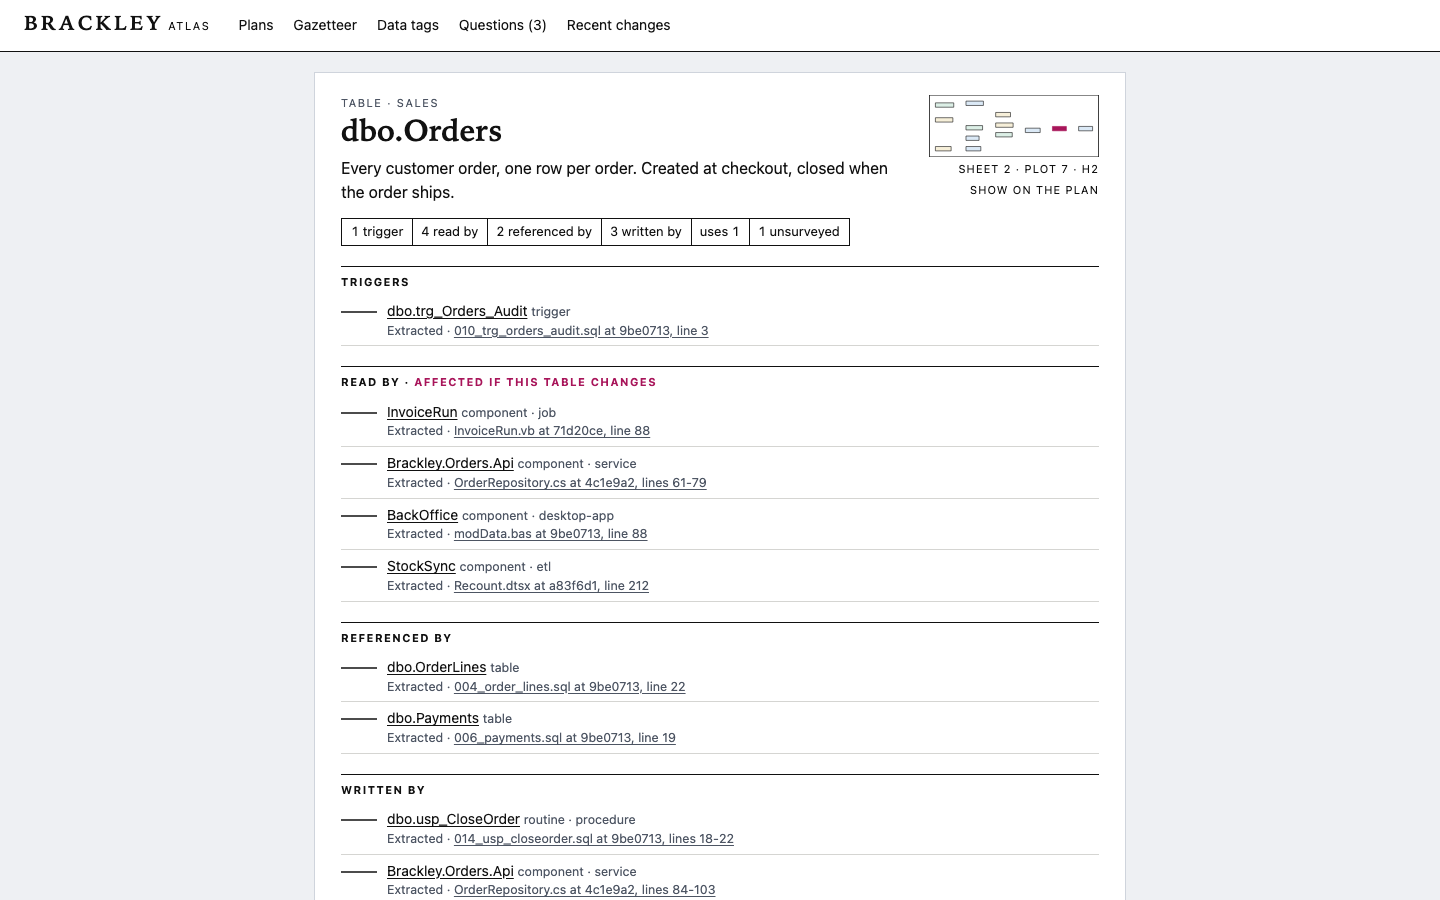 BRACKLEY ATLAS Plans Gazetteer Data tags Questions (3) Recent changes
TABLE · SALES
dbo.Orders
Every customer order, one row per order. Created at checkout, closed when
the order ships.
SHEET 2 · PLOT 7 · H2
SHOW ON THE PLAN
1 trigger 4 read by 2 referenced by 3 written by uses 1 1 unsurveyed
TRIGGERS
dbo.trg_Orders_Audit trigger
Extracted · 010_trg_orders_audit.sql at 9be0713, line 3
READ BY · AFFECTED IF THIS TABLE CHANGES
InvoiceRun component · job
Extracted · InvoiceRun.vb at 71d20ce, line 88
Brackley.Orders.Api component · service
Extracted · OrderRepository.cs at 4c1e9a2, lines 61-79
BackOffice component · desktop-app
Extracted · modData.bas at 9be0713, line 88
StockSync component · etl
Extracted · Recount.dtsx at a83f6d1, line 212
REFERENCED BY
dbo.OrderLines table
Extracted · 004_order_lines.sql at 9be0713, line 22
dbo.Payments table
Extracted · 006_payments.sql at 9be0713, line 19
WRITTEN BY
dbo.usp_CloseOrder routine · procedure
Extracted · 014_usp_closeorder.sql at 9be0713, lines 18-22
Brackley.Orders.Api component · service
Extracted · OrderRepository.cs at 4c1e9a2, lines 84-103